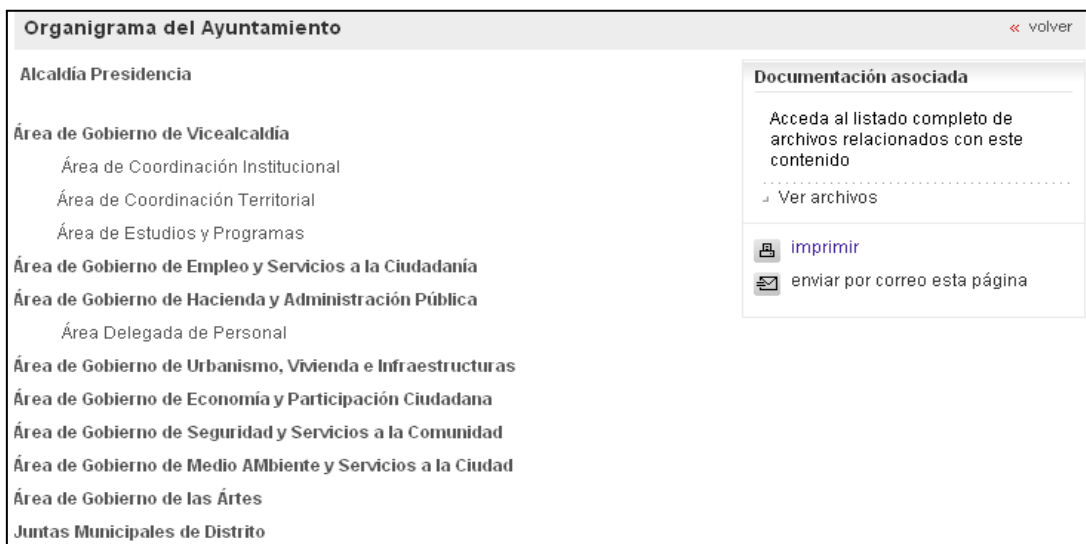 Organigrama del Ayuntamiento
« volver
Alcaldía Presidencia
Área de Gobierno de Vicealcaldía
Área de Coordinación Institucional
Área de Coordinación Territorial
Área de Estudios y Programas
Área de Gobierno de Empleo y Servicios a la Ciudadanía
Área de Gobierno de Hacienda y Administración Pública
Área Delegada de Personal
Área de Gobierno de Urbanismo, Vivienda e Infraestructuras
Área de Gobierno de Economía y Participación Ciudadana
Área de Gobierno de Seguridad y Servicios a la Comunidad
Área de Gobierno de Medio AMbiente y Servicios a la Ciudad
Área de Gobierno de las Ártes
Juntas Municipales de Distrito
Documentación asociada
Acceda al listado completo de
archivos relacionados con este
contenido
Ver archivos
imprimir
enviar por correo esta página